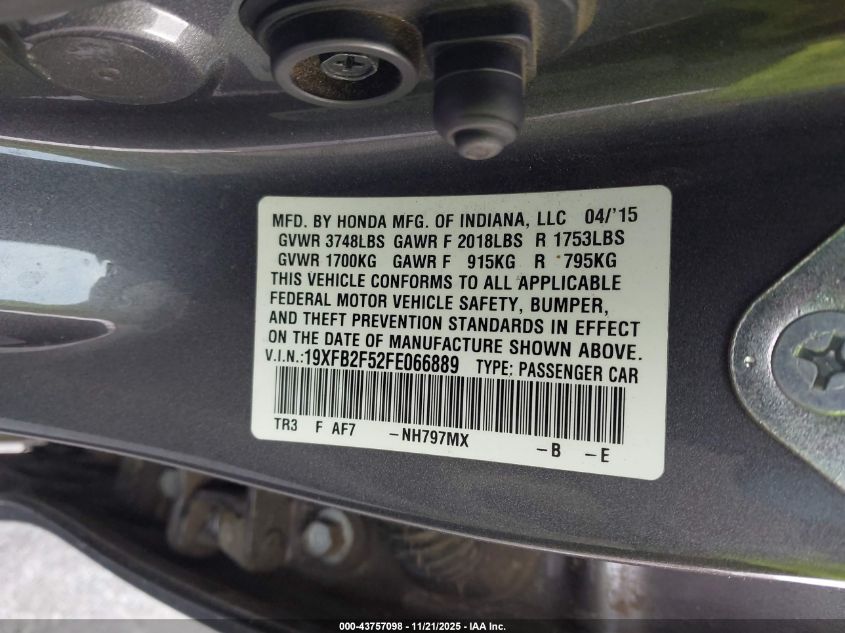 MFD. BY HONDA MFG. OF INDIANA, LLC 04/'15
GVWR 3748LBS GAWR F 2018LBS R 1753LBS
GVWR 1700KG GAWR F 915KG R 795KG
THIS VEHICLE CONFORMS TO ALL APPLICABLE
FEDERAL MOTOR VEHICLE SAFETY, BUMPER,
AND THEFT PREVENTION STANDARDS IN EFFECT
ON THE DATE OF MANUFACTURE SHOWN ABOVE.
V.I.N.:19XFB2F52FE066889 TYPE: PASSENGER CAR
TR3 F AF7 -NH797MX -B -E
000-43757098 - 11/21/2025 - IAA Inc.